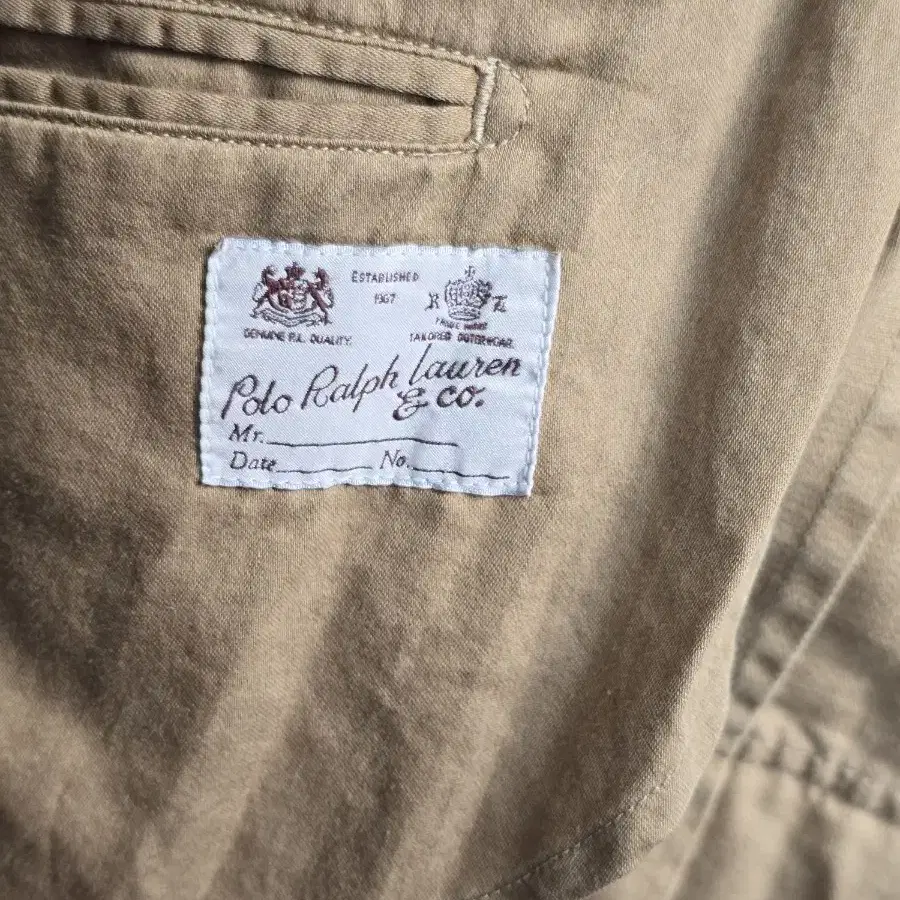 ESTABLISHED
1967
R L
TRADE MARK
GENUINE R.L. QUALITY.
TAILORED OUTERWEAR.
Polo Ralph Lauren
& co.
Mr.
Date No.